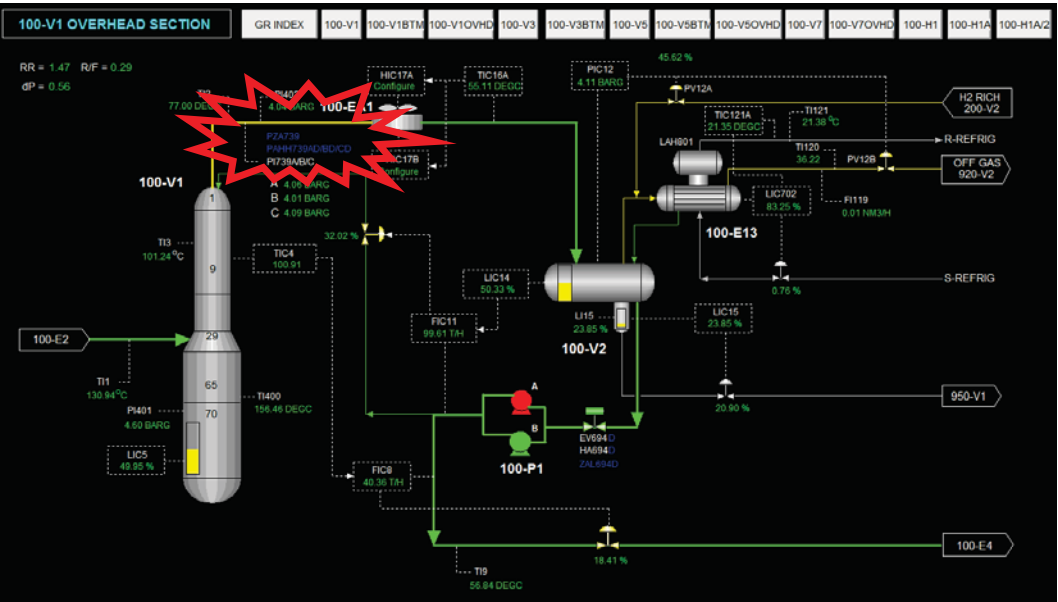 100-V1 OVERHEAD SECTION
GR INDEX
100-V1
100-V1BTM
100-V1OVHD
100-V3
100-V3BTM
100-V5
100-V5BTM
100-V5OVHD
100-V7
100-V7OVHD
100-H1
100-H1A
100-H1A/2
RR = 1.47 R/F = 0.29
dP = 0.56
77.00 DEGC
4.04 BARG
PZA739
PAHH739AD/BD/CD
PI739A/B/C
A 4.06 BARG
B 4.01 BARG
C 4.09 BARG
HIC17A
Configure
TIC16A
55.11 DEGC
PIC12
4.11 BARG
45.62 %
PV12A
H2 RICH
200-V2
TIC121A
21.35 DEGC
TI121
21.38 °C
LAH801
R-REFRIG
TI120
36.22
PV12B
OFF GAS
920-V2
LIC702
83.25 %
FI119
0.01 NM3/H
100-E13
100-V1
1
TI3
101.24 °C
9
TIC4
100.91
32.02 %
LIC14
50.33 %
S-REFRIG
0.76 %
FIC11
99.61 T/H
LI15
23.85 %
LIC15
23.85 %
100-V2
100-E2
29
TI1
130.94 °C
65
TI400
156.46 DEGC
PI401
4.60 BARG
70
LIC5
49.95 %
A
B
100-P1
EV694D
HA694D
ZAL694D
20.90 %
950-V1
FIC8
40.36 T/H
18.41 %
100-E4
TI9
56.84 DEGC